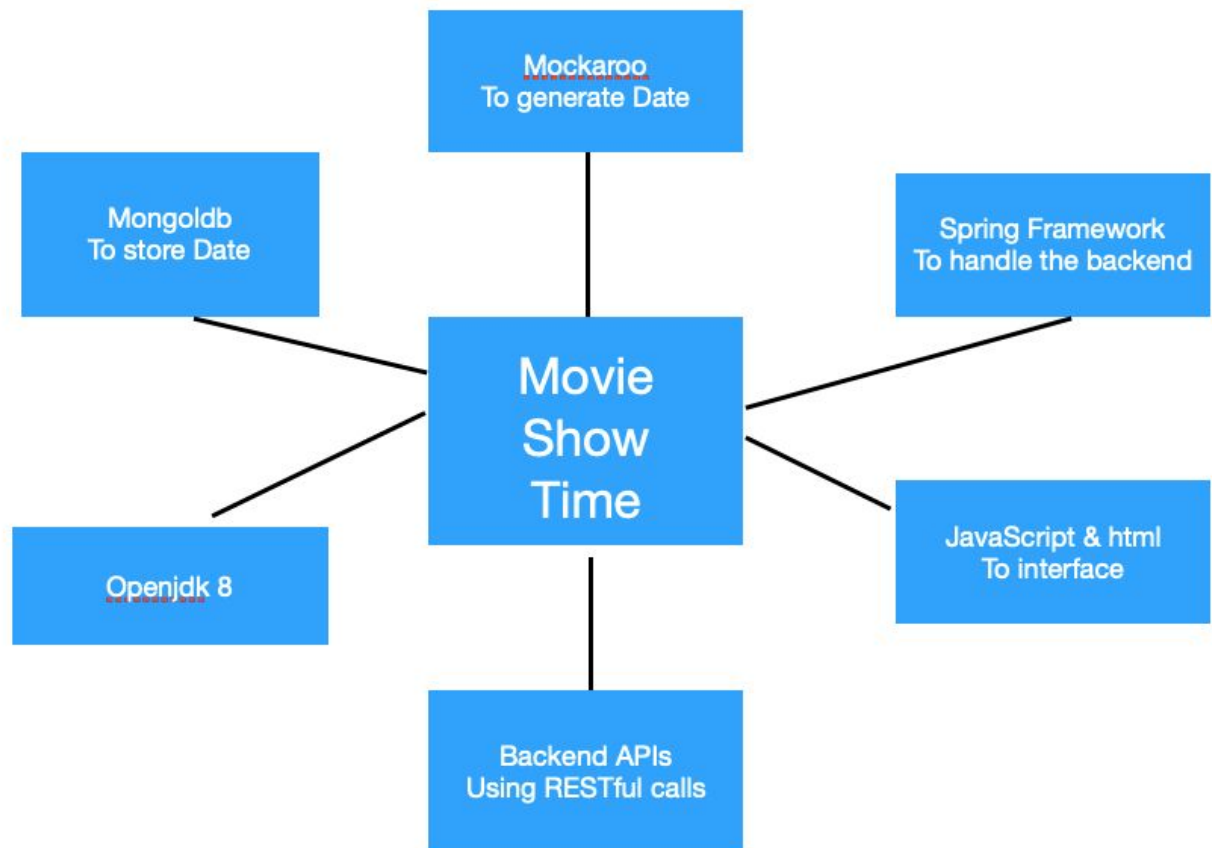 Mockaroo
To generate Date
Mongoldb
To store Date
Spring Framework
To handle the backend
Movie
Show
Time
Openjdk 8
JavaScript & html
To interface
Backend APIs
Using RESTful calls